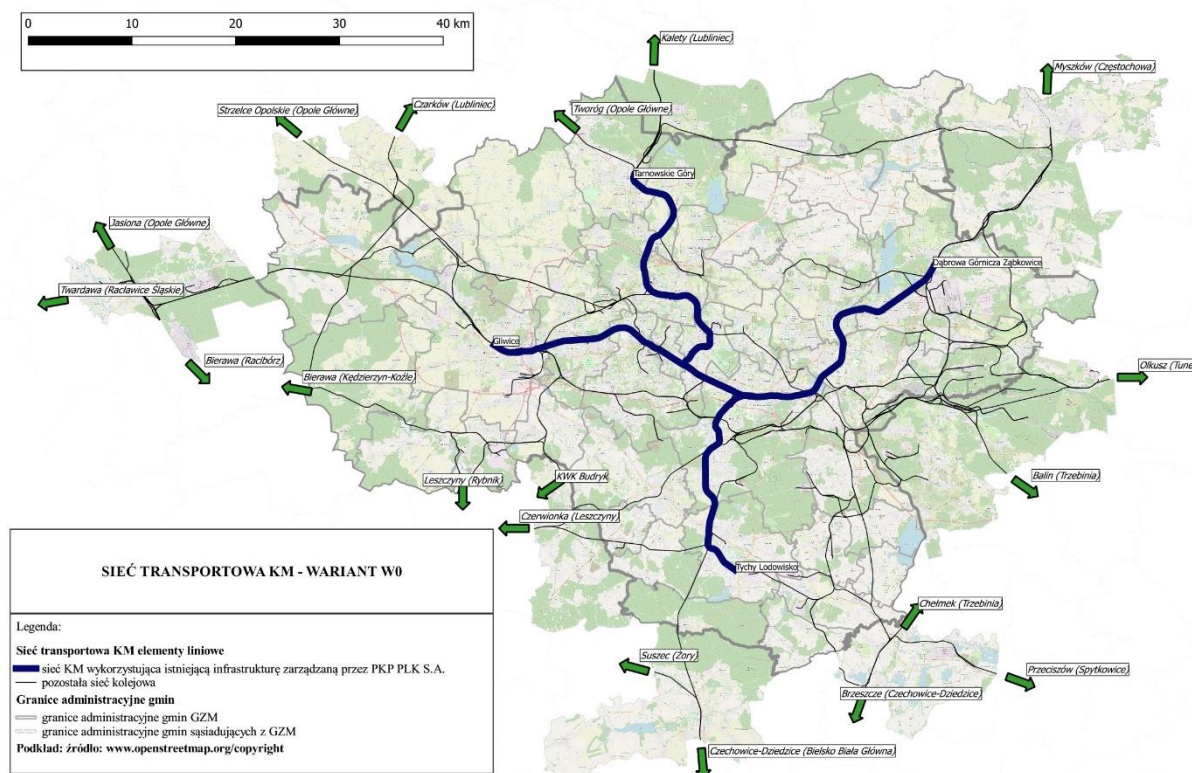 0 10 20 30 40 km
Kalety (Lubliniec)
Myszków (Częstochowa)
Czarków (Lubliniec)
Strzelce Opolskie (Opole Główne)
Tworóg (Opole Główne)
Tarnowskie Góry
Jasiona (Opole Główne)
Dąbrowa Górnicza Ząbkowice
Twardawa (Racławice Śląskie)
Gliwice
Bierawa (Racibórz)
Bierawa (Kędzierzyn-Koźle)
Olkusz (Tune
Leszczyny (Rybnik)
KWK Budryk
Balin (Trzebinia)
Czerwionka (Leszczyny)
Tychy Lodowisko
Chełmek (Trzebinia)
Suszec (Żory)
Przeciszów (Spytkowice)
Brzeszcze (Czechowice-Dziedzice)
Czechowice-Dziedzice (Bielsko Biała Główna)
SIEĆ TRANSPORTOWA KM - WARIANT W0
Legenda:
Sieć transportowa KM elementy liniowe
sieć KM wykorzystująca istniejącą infrastrukturę zarządzaną przez PKP PLK S.A.
pozostała sieć kolejowa
Granice administracyjne gmin
granice administracyjne gmin GZM
granice administracyjne gmin sąsiadujących z GZM
Podkład: źródło: www.openstreetmap.org/copyright